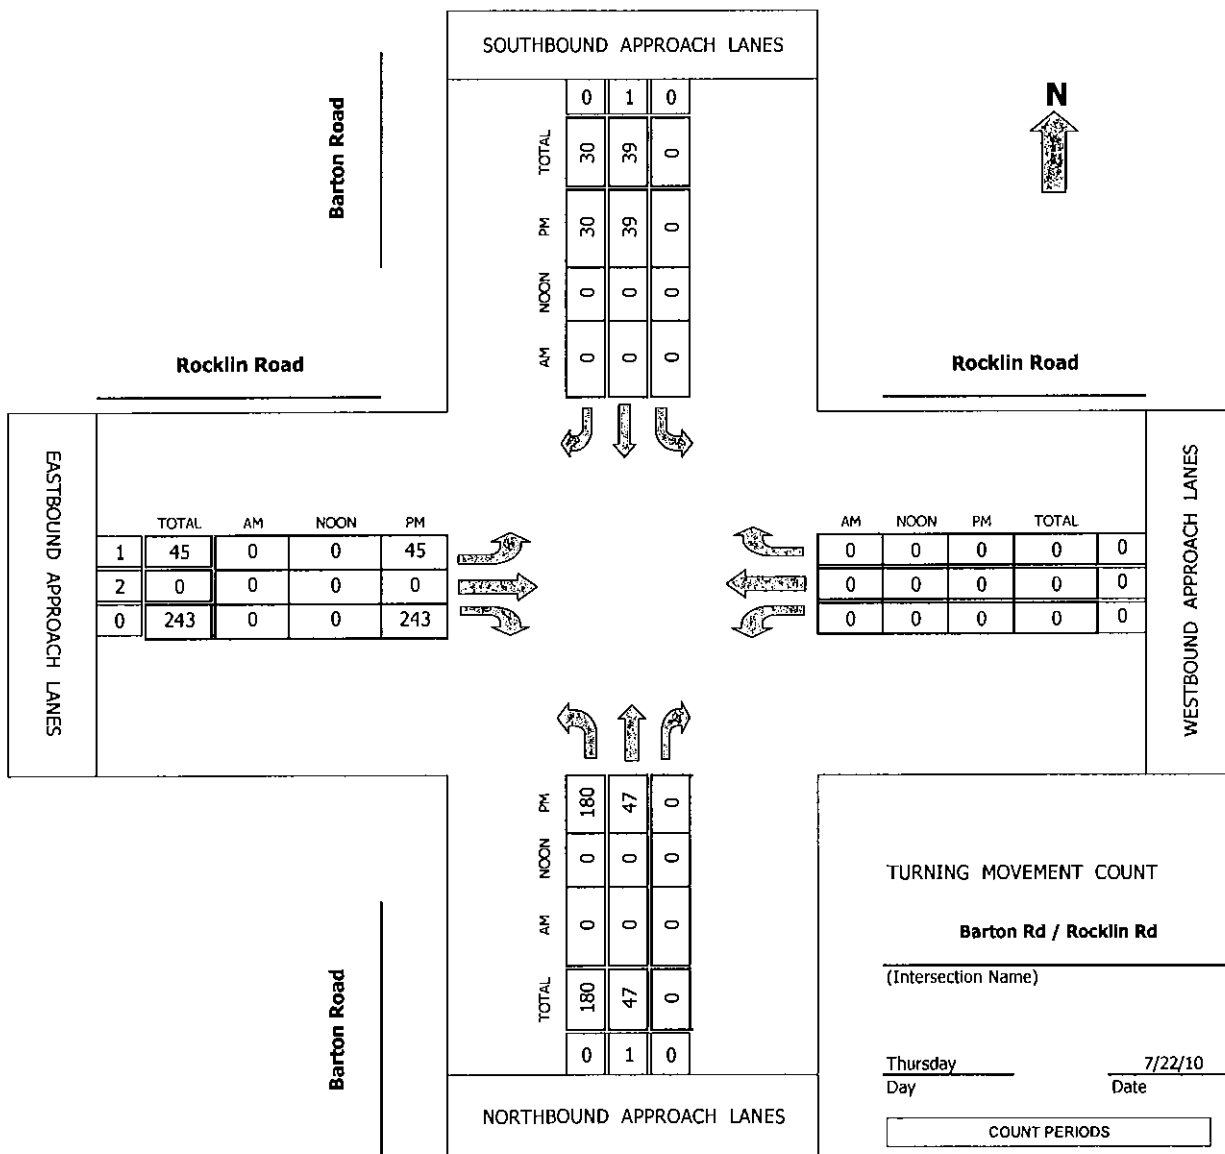 SOUTHBOUND APPROACH LANES
0 1 0
TOTAL 30 39 0
PM 30 39 0
NOON 0 0 0
AM 0 0 0
Barton Road
N
Rocklin Road
Rocklin Road
EASTBOUND APPROACH LANES
TOTAL AM NOON PM
1 45 0 0 45
2 0 0 0 0
0 243 0 0 243
AM NOON PM TOTAL
0 0 0 0 0
0 0 0 0 0
0 0 0 0 0
WESTBOUND APPROACH LANES
PM 180 47 0
NOON 0 0 0
AM 0 0 0
TOTAL 180 47 0
0 1 0
NORTHBOUND APPROACH LANES
Barton Road
TURNING MOVEMENT COUNT
Barton Rd / Rocklin Rd
(Intersection Name)
Thursday 7/22/10
Day Date
COUNT PERIODS